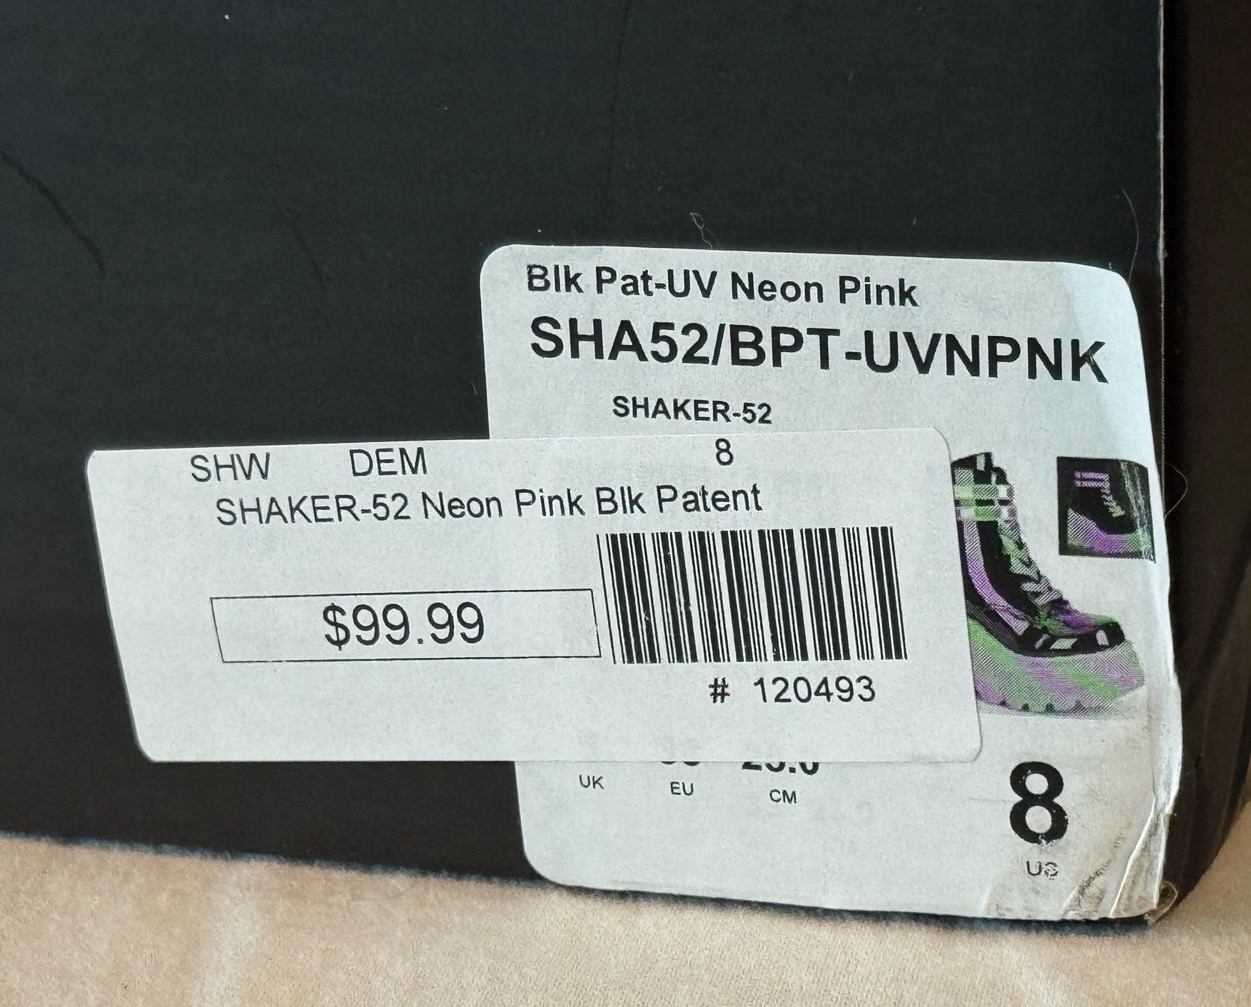 Blk Pat-UV Neon Pink
SHA52/BPT-UVNPNK
SHAKER-52
SHW DEM 8
SHAKER-52 Neon Pink Blk Patent
$99.99
# 120493
UK EU CM
8
US